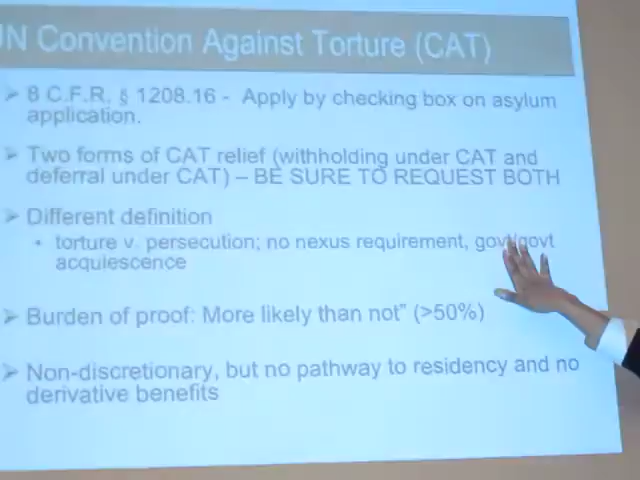 UN Convention Against Torture (CAT)
➢ 8 C.F.R. § 1208.16 - Apply by checking box on asylum
application.
➢ Two forms of CAT relief (withholding under CAT and
deferral under CAT) – BE SURE TO REQUEST BOTH
➢ Different definition
• torture v. persecution; no nexus requirement, govt/govt
acquiescence
➢ Burden of proof: More likely than not" (>50%)
➢ Non-discretionary, but no pathway to residency and no
derivative benefits